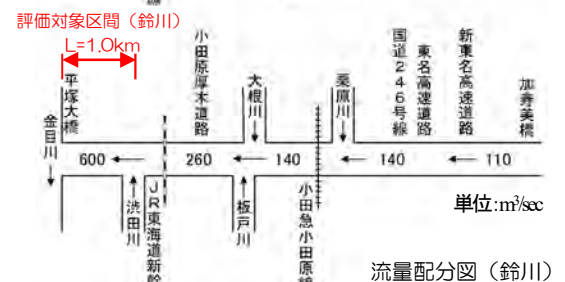 評価対象区間（鈴川）
L=1.0km
平塚大橋
金目川
小田原厚木道路
大根川
栗原川
国道246号線
東名高速道路
新東名高速道路
加寿美橋
600
260
140
140
110
渋田川
JR東海道新幹
板戸川
小田急小田原線
単位:m³/sec
流量配分図（鈴川）